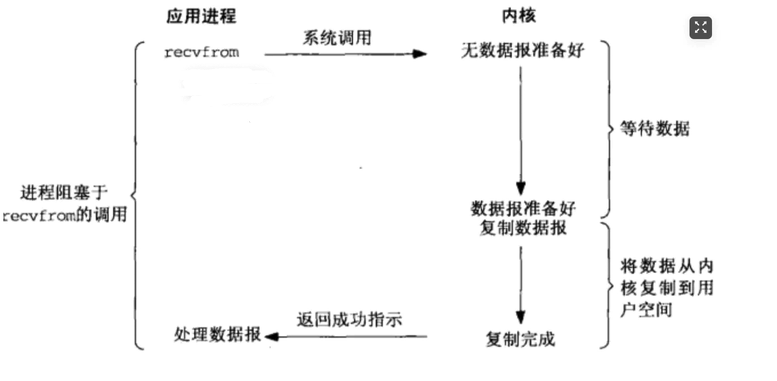 应用进程
内核
recvfrom
系统调用
无数据报准备好
等待数据
进程阻塞于
recvfrom的调用
数据报准备好
复制数据报
将数据从内
核复制到用
户空间
处理数据报
返回成功指示
复制完成